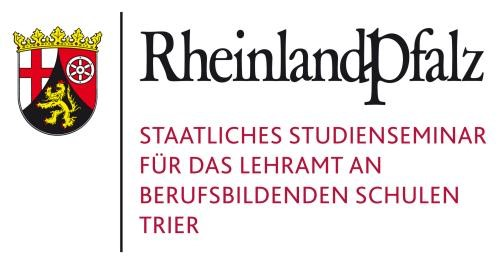 RheinlandPfalz
STAATLICHES STUDIENSEMINAR
FÜR DAS LEHRAMT AN
BERUFSBILDENDEN SCHULEN
TRIER